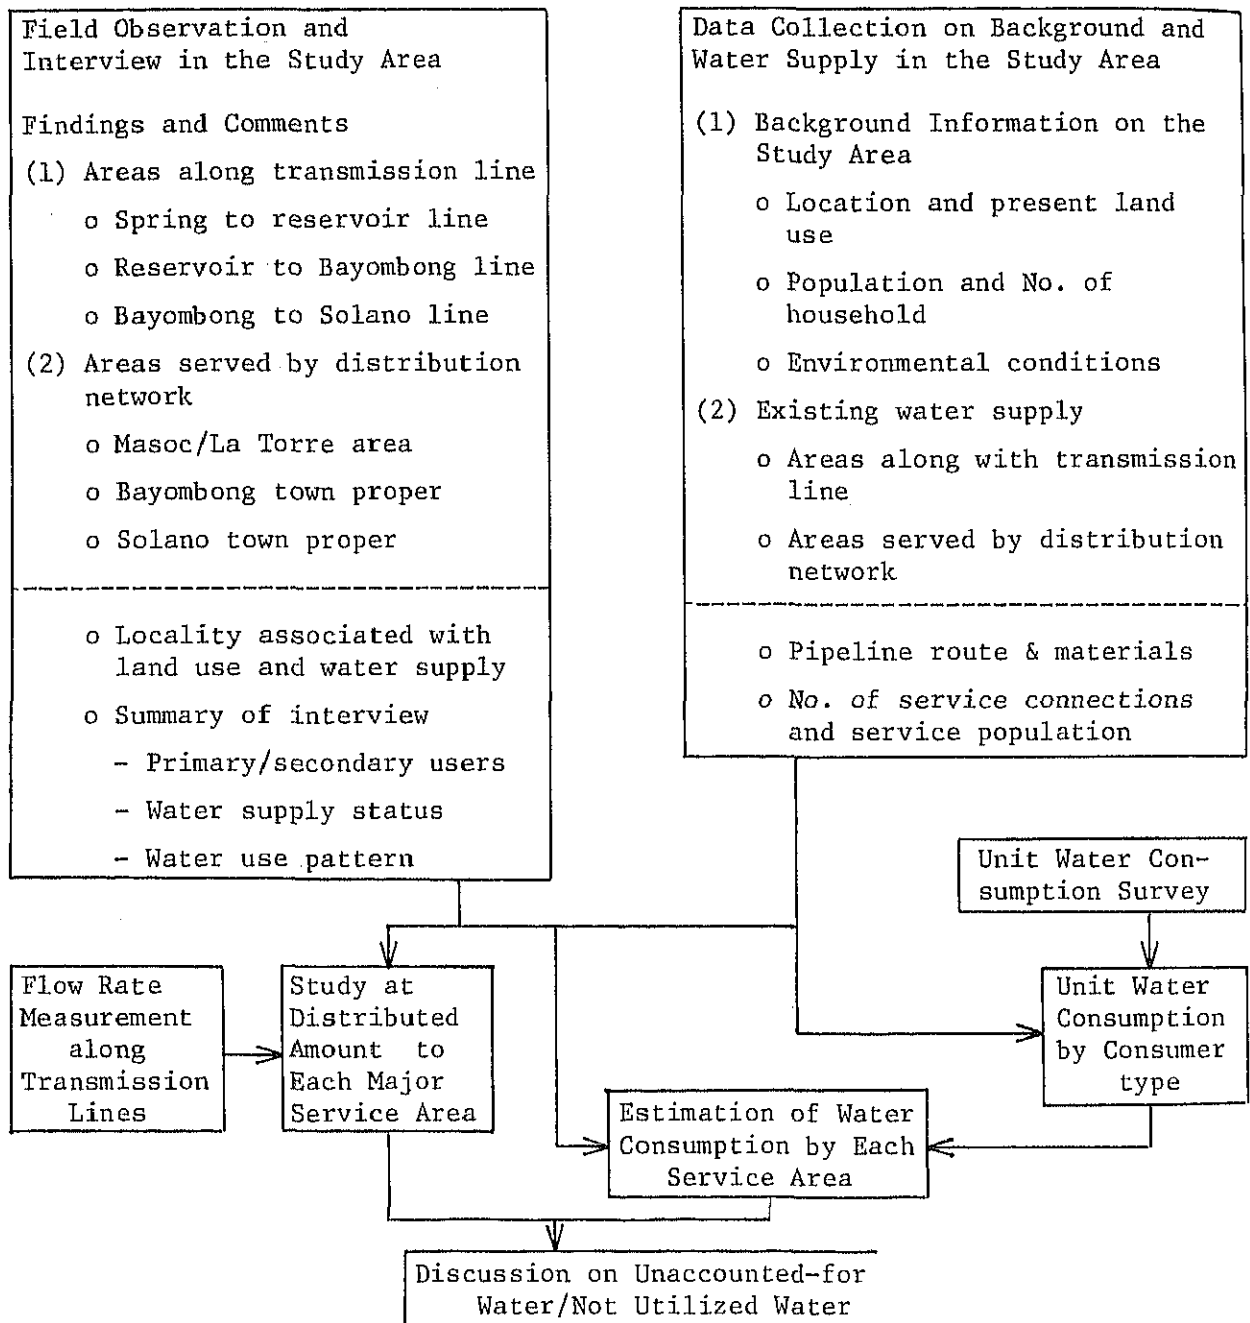 Field Observation and
Interview in the Study Area
Findings and Comments
(1) Areas along transmission line
o Spring to reservoir line
o Reservoir to Bayombong line
o Bayombong to Solano line
(2) Areas served by distribution
network
o Masoc/La Torre area
o Bayombong town proper
o Solano town proper
o Locality associated with
land use and water supply
o Summary of interview
- Primary/secondary users
- Water supply status
- Water use pattern
Data Collection on Background and
Water Supply in the Study Area
(1) Background Information on the
Study Area
o Location and present land
use
o Population and No. of
household
o Environmental conditions
(2) Existing water supply
o Areas along with transmission
line
o Areas served by distribution
network
o Pipeline route & materials
o No. of service connections
and service population
Unit Water Con-
sumption Survey
Flow Rate
Measurement
along
Transmission
Lines
Study at
Distributed
Amount to
Each Major
Service Area
Unit Water
Consumption
by Consumer
type
Estimation of Water
Consumption by Each
Service Area
Discussion on Unaccounted-for
Water/Not Utilized Water